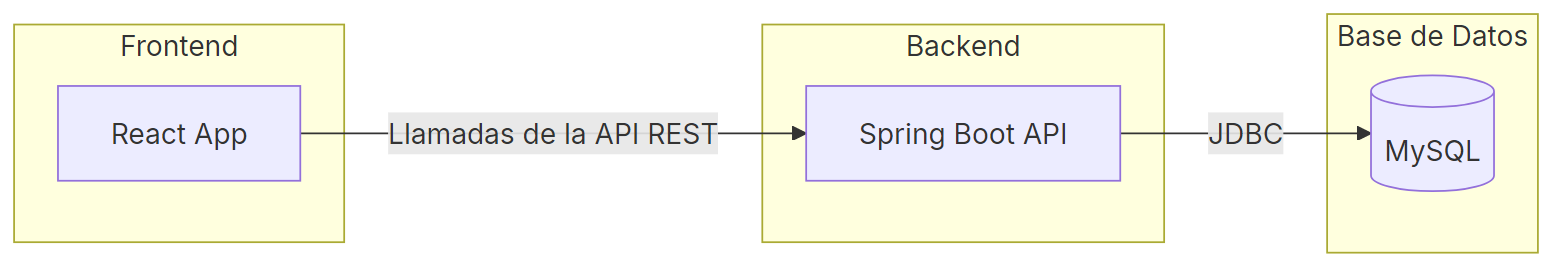 Frontend
React App
Llamadas de la API REST
Backend
Spring Boot API
JDBC
Base de Datos
MySQL